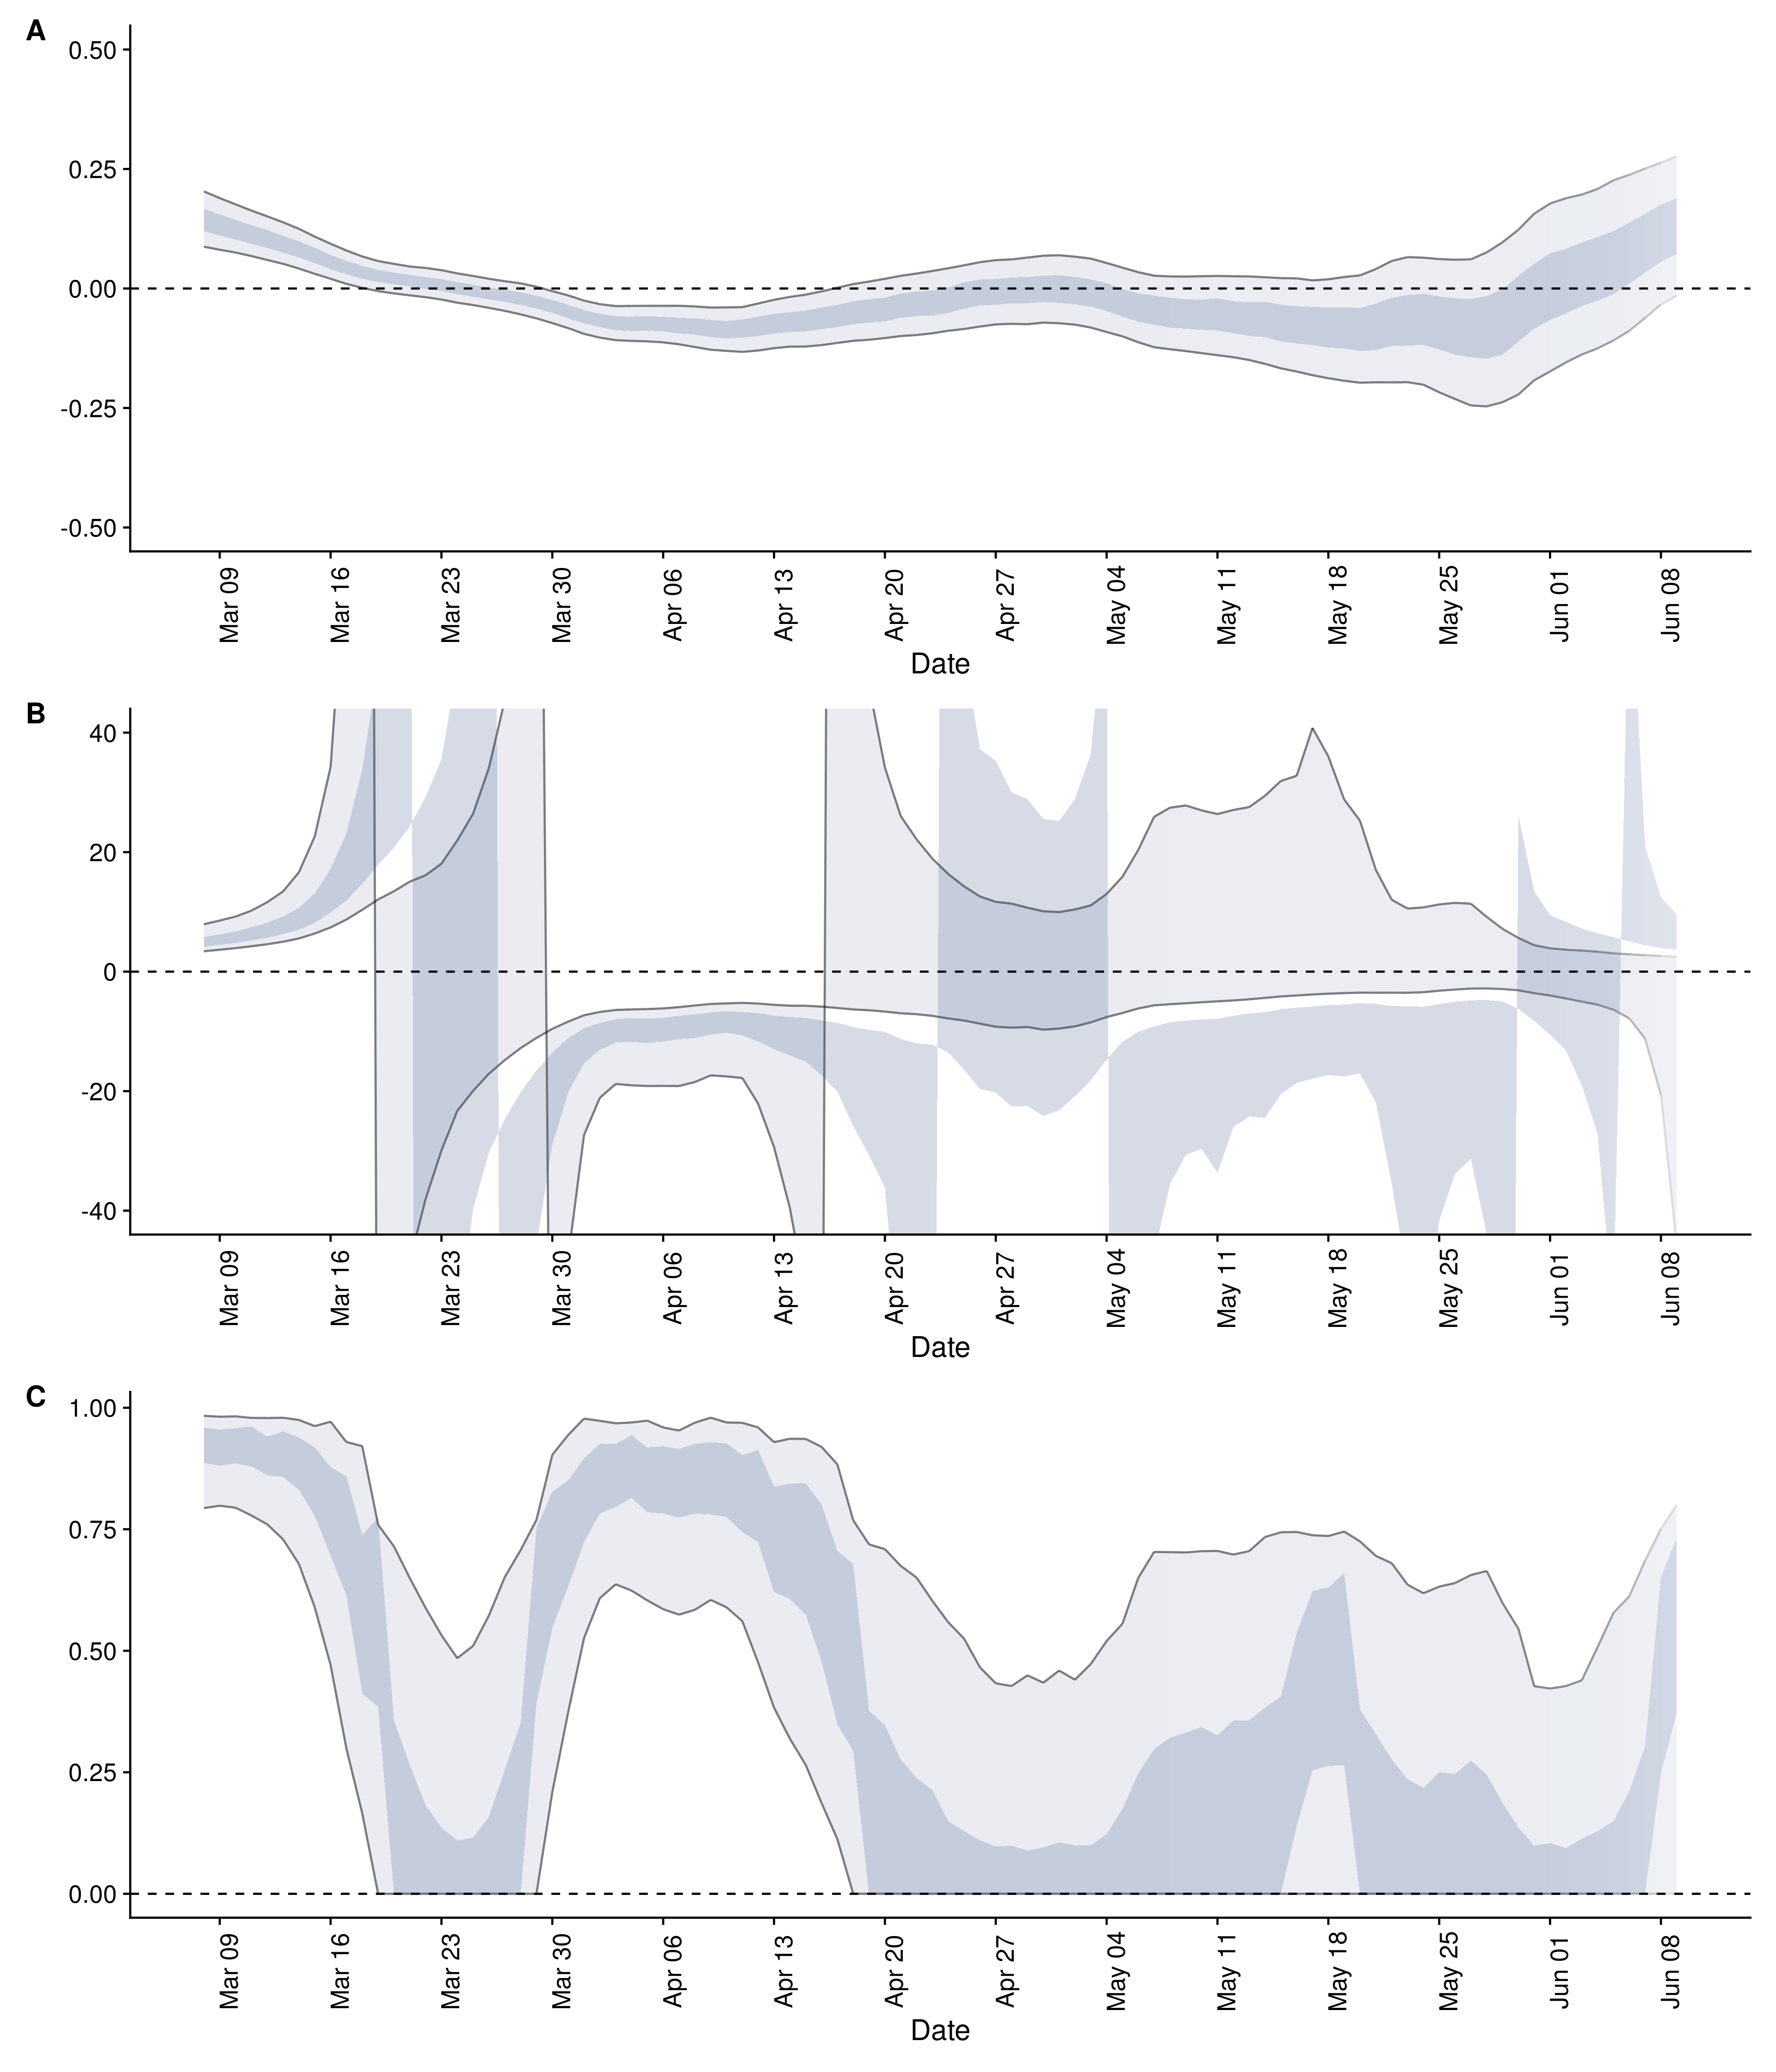 A
0.50
0.25
0.00
-0.25
-0.50
Mar 09
Mar 16
Mar 23
Mar 30
Apr 06
Apr 13
Apr 20
Apr 27
May 04
May 11
May 18
May 25
Jun 01
Jun 08
Date
B
40
20
0
-20
-40
Mar 09
Mar 16
Mar 23
Mar 30
Apr 06
Apr 13
Apr 20
Apr 27
May 04
May 11
May 18
May 25
Jun 01
Jun 08
Date
C
1.00
0.75
0.50
0.25
0.00
Mar 09
Mar 16
Mar 23
Mar 30
Apr 06
Apr 13
Apr 20
Apr 27
May 04
May 11
May 18
May 25
Jun 01
Jun 08
Date